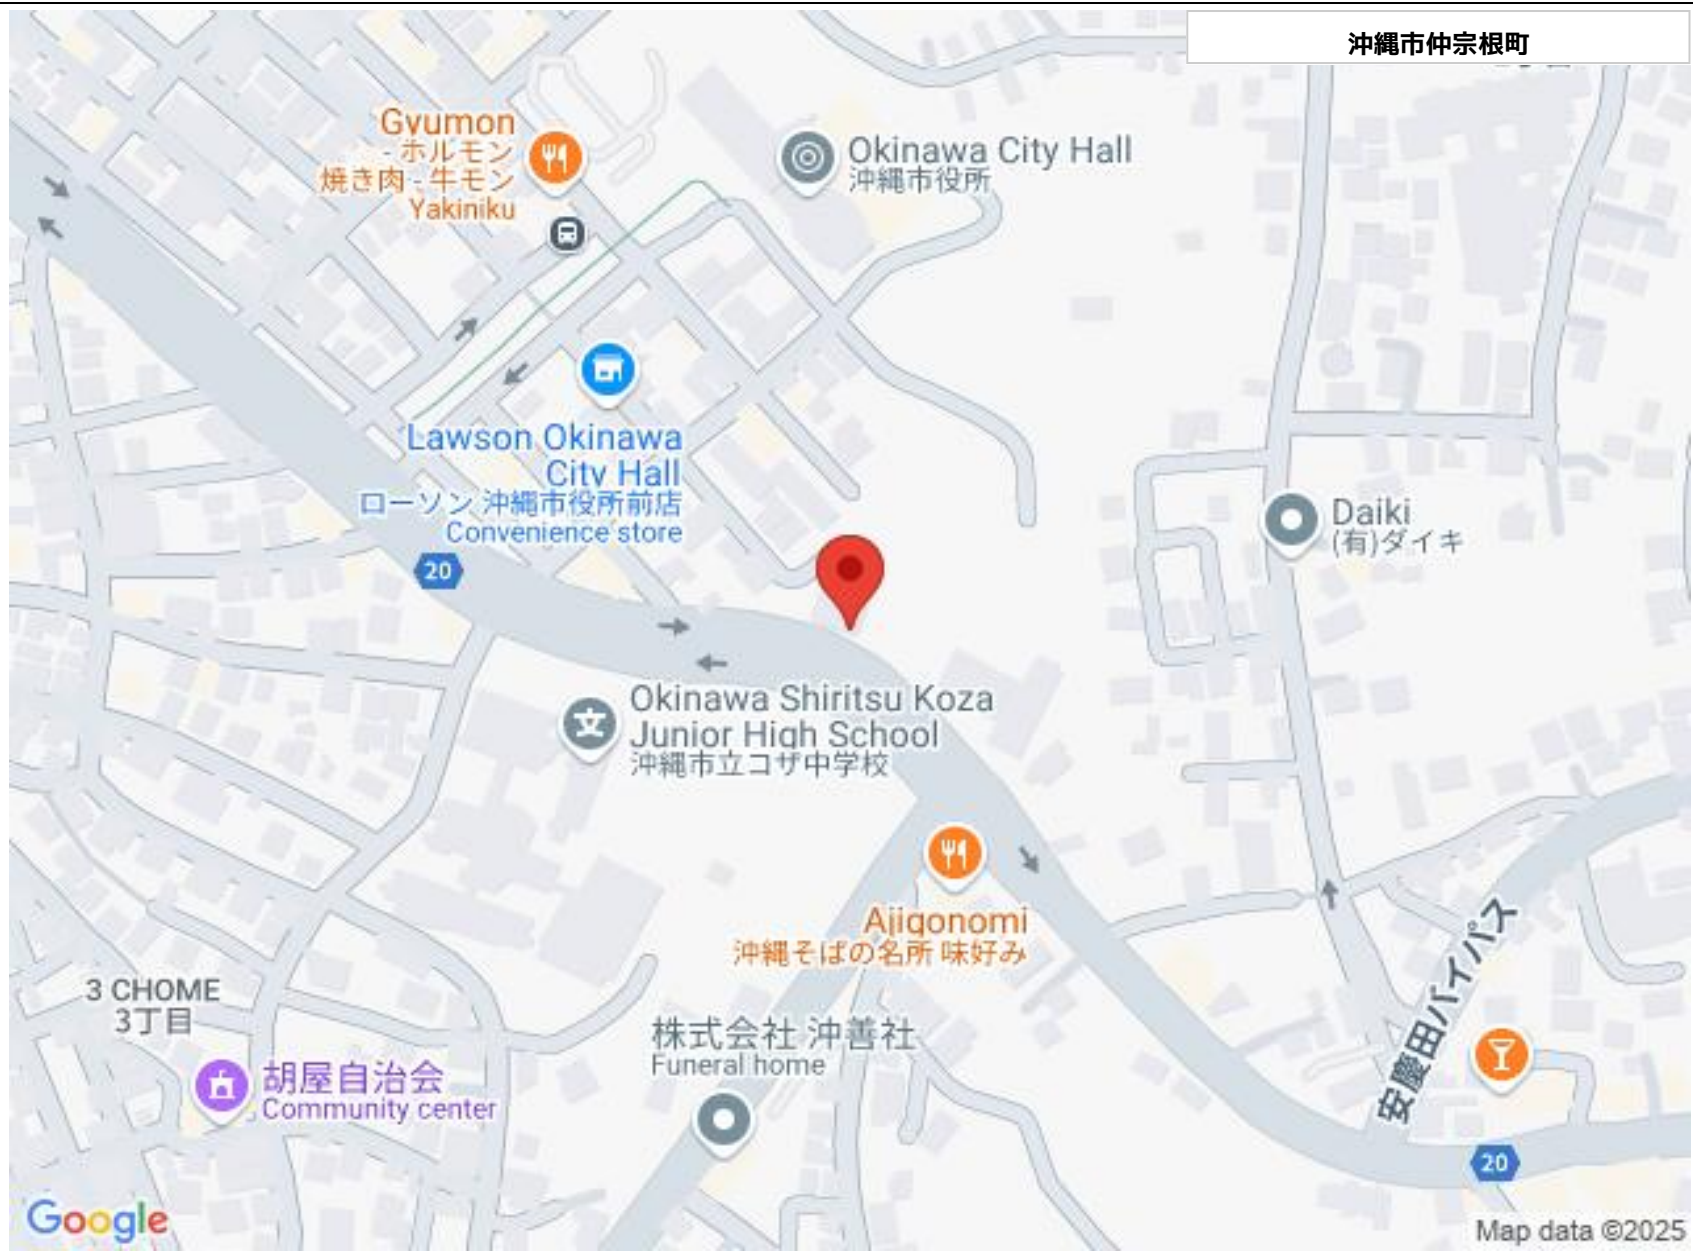 沖縄市仲宗根町
Gyumon
- ホルモン
焼き肉 - 牛モン
Yakiniku
Okinawa City Hall
沖縄市役所
Lawson Okinawa
City Hall
ローソン 沖縄市役所前店
Convenience store
Daiki
(有)ダイキ
20
Okinawa Shiritsu Koza
Junior High School
沖縄市立コザ中学校
Ajigonomi
沖縄そばの名所 味好み
安慶田バイパス
3 CHOME
3丁目
株式会社 沖善社
Funeral home
胡屋自治会
Community center
20
Google
Map data ©2025